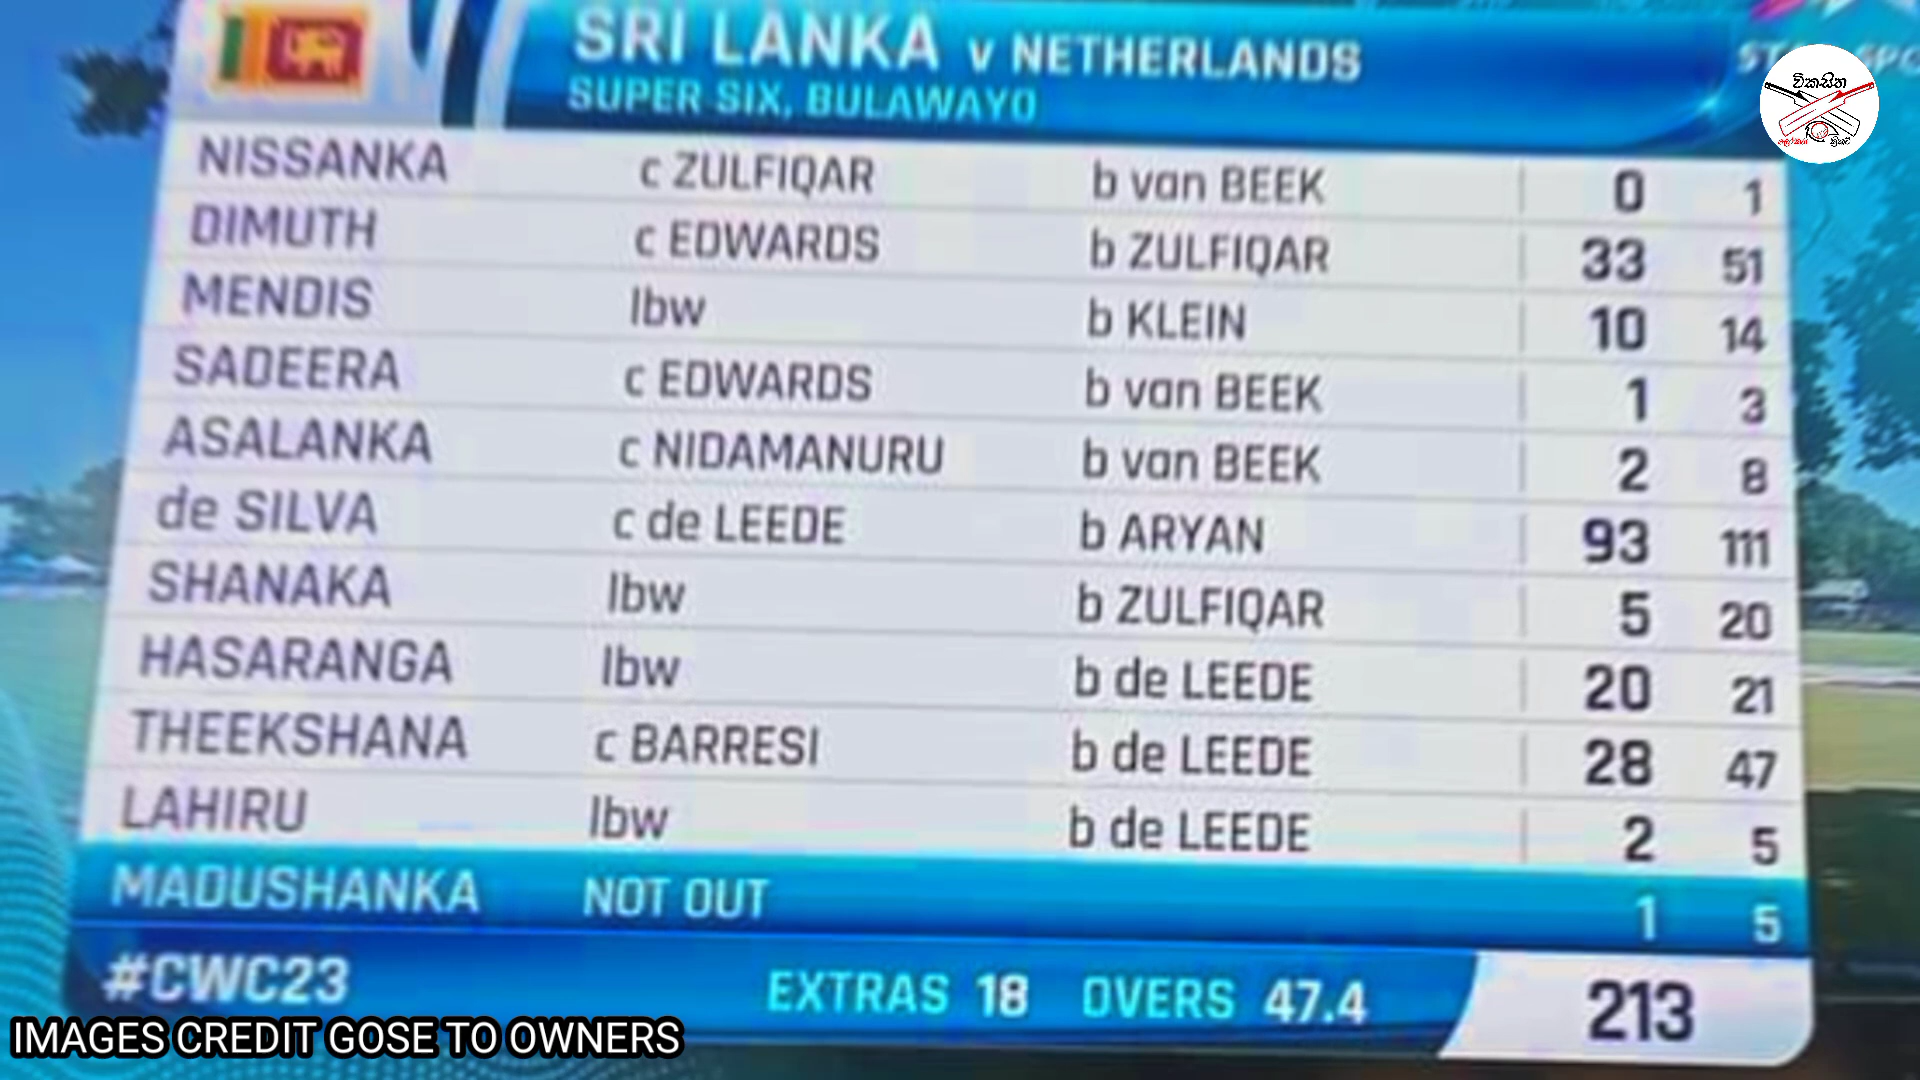 SRI LANKA v NETHERLANDS
SUPER SIX, BULAWAYO
විකසිත
NISSANKA c ZULFIQAR b van BEEK 0 1
DIMUTH c EDWARDS b ZULFIQAR 33 51
MENDIS lbw b KLEIN 10 14
SADEERA c EDWARDS b van BEEK 1 3
ASALANKA c NIDAMANURU b van BEEK 2 8
de SILVA c de LEEDE b ARYAN 93 111
SHANAKA lbw b ZULFIQAR 5 20
HASARANGA lbw b de LEEDE 20 21
THEEKSHANA c BARRESI b de LEEDE 28 47
LAHIRU lbw b de LEEDE 2 5
MADUSHANKA NOT OUT 1 5
#CWC23 EXTRAS 18 OVERS 47.4 213
IMAGES CREDIT GOSE TO OWNERS